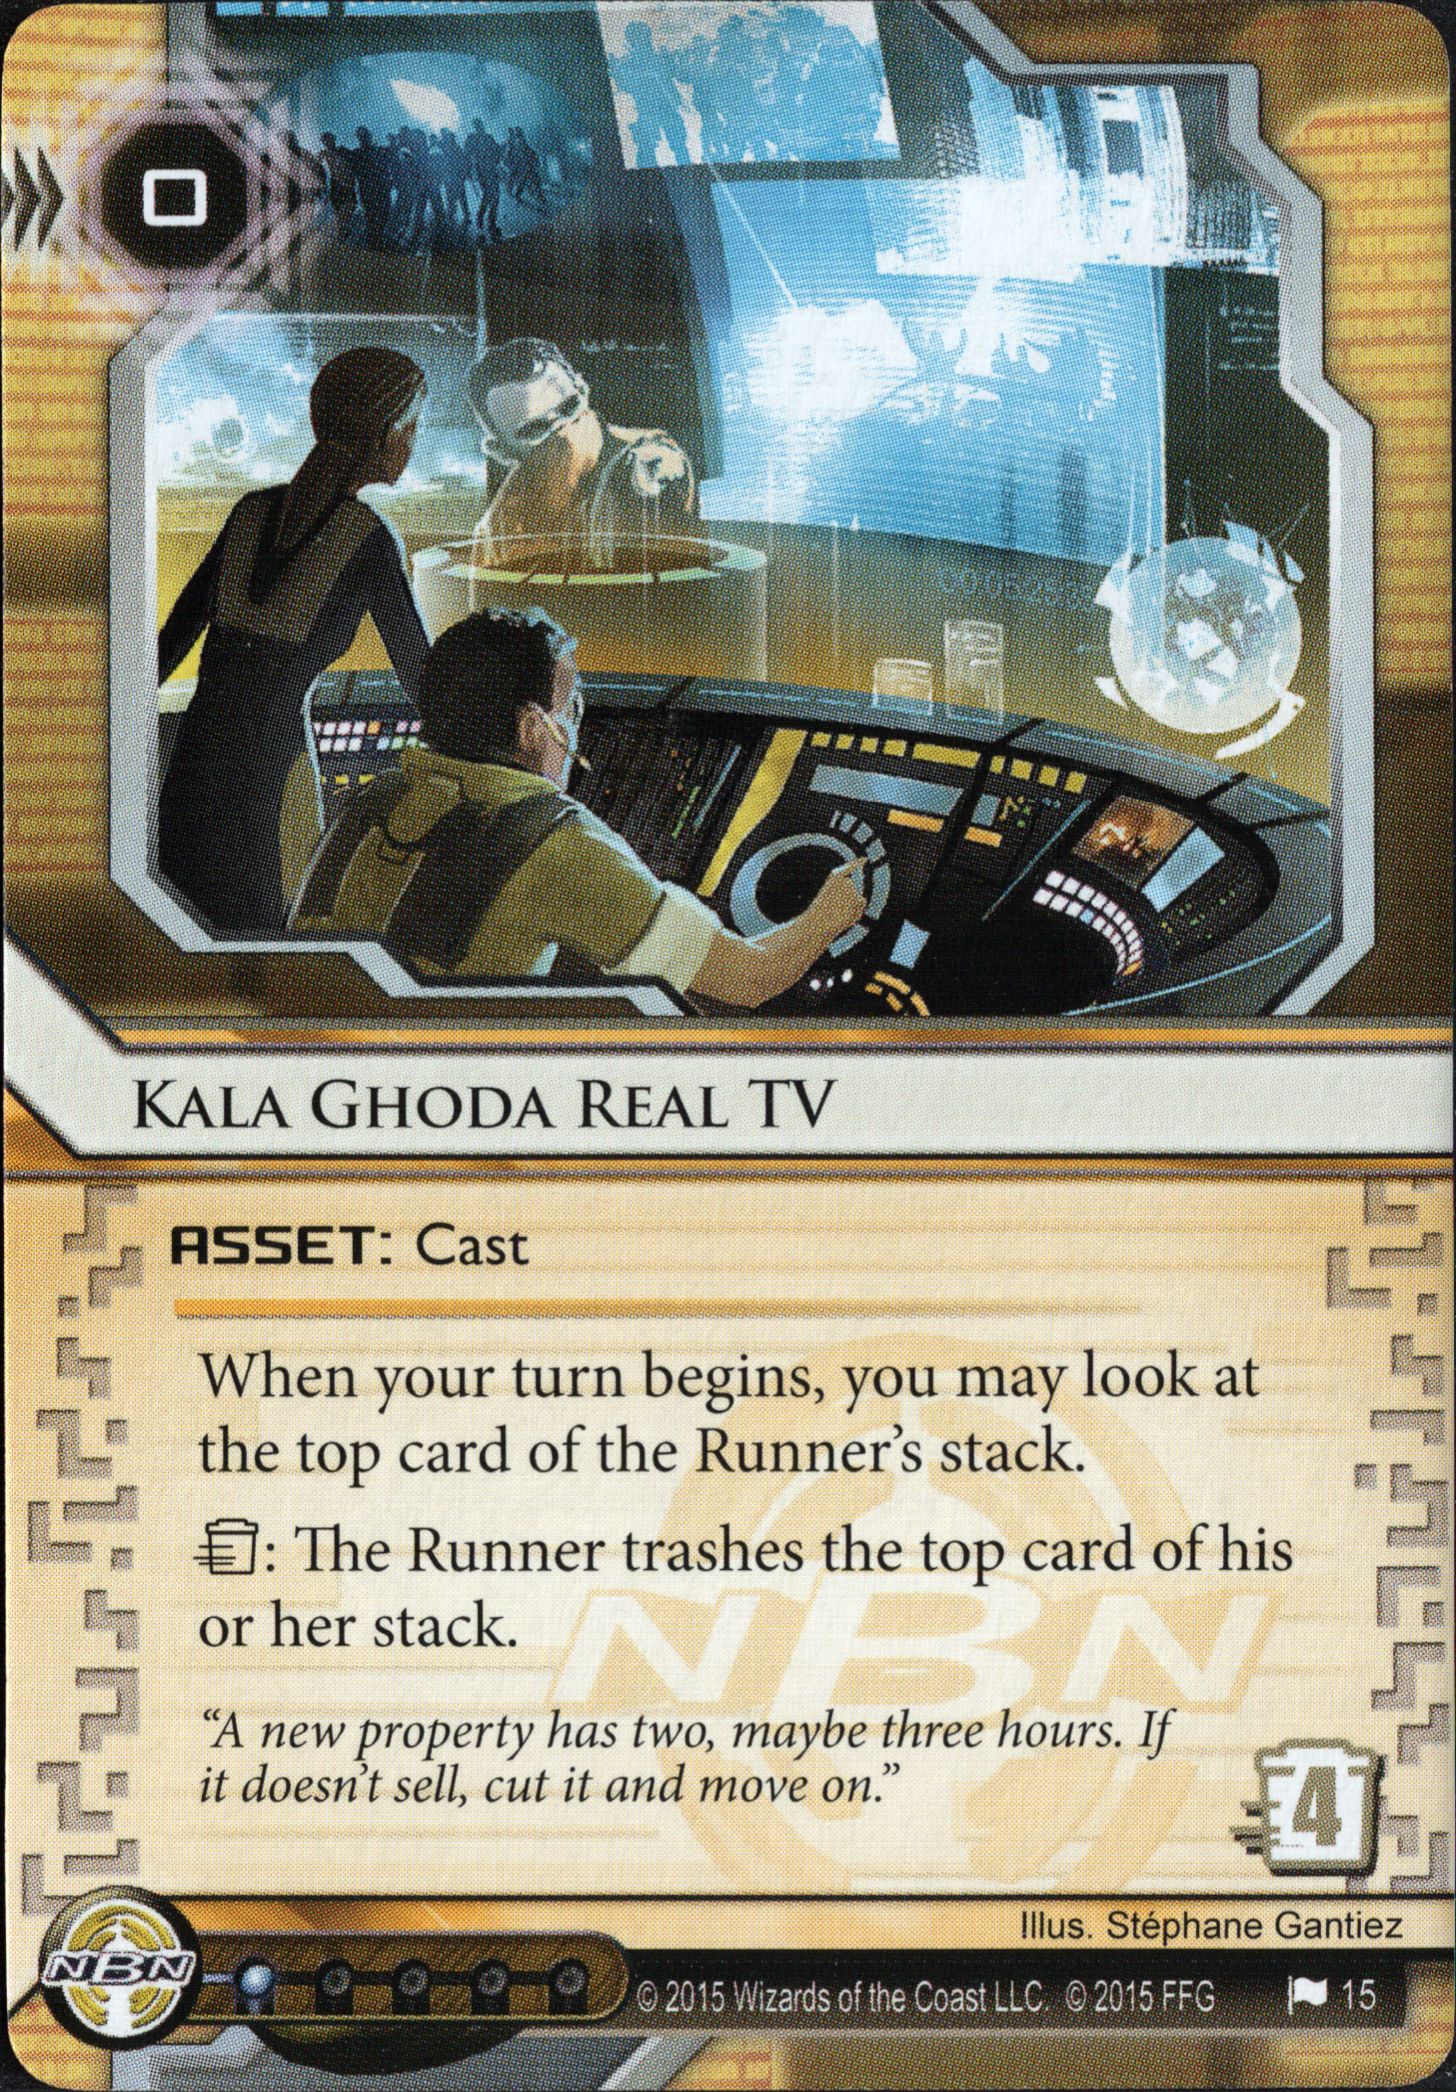 0
KALA GHODA REAL TV
ASSET: Cast
When your turn begins, you may look at
the top card of the Runner's stack.
: The Runner trashes the top card of his
or her stack.
“A new property has two, maybe three hours. If
it doesn't sell, cut it and move on.”
4
NBN
Illus. Stéphane Gantiez
NBN
© 2015 Wizards of the Coast LLC. © 2015 FFG 15